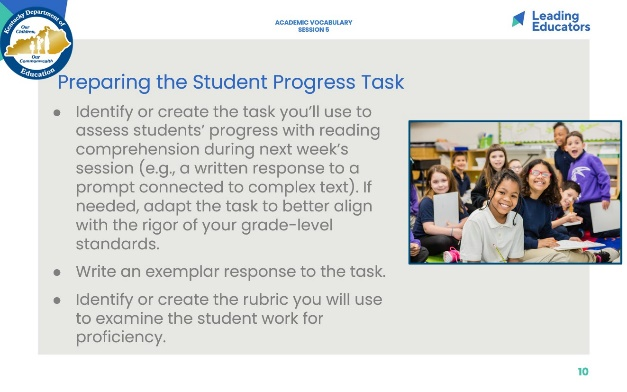 Kentucky Department of
Our
Children,
Our
Commonwealth
Education
ACADEMIC VOCABULARY
SESSION 5
Leading
Educators
Preparing the Student Progress Task
● Identify or create the task you'll use to
assess students' progress with reading
comprehension during next week's
session (e.g., a written response to a
prompt connected to complex text). If
needed, adapt the task to better align
with the rigor of your grade-level
standards.
● Write an exemplar response to the task.
● Identify or create the rubric you will use
to examine the student work for
proficiency.
10